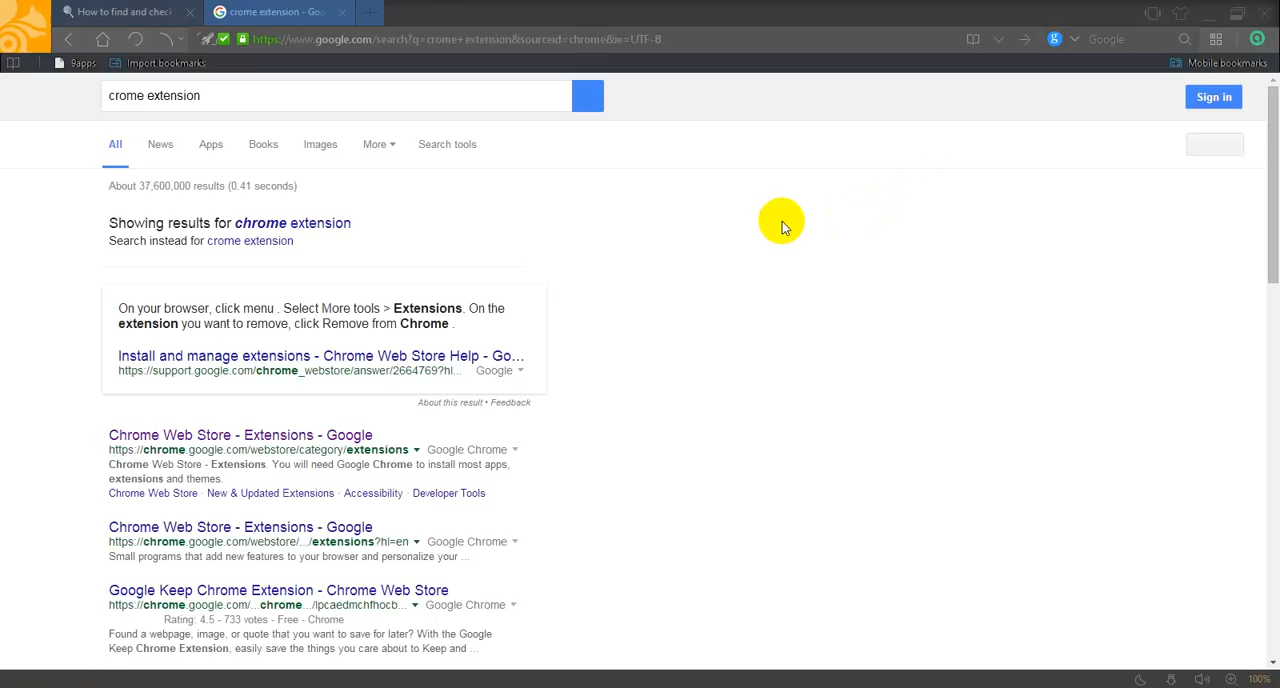 How to find and check
crome extension - Goo
https://www.google.com/search?q=crome+extension&sourceid=chrome&ie=UTF-8
Google
9apps
Import bookmarks
Mobile bookmarks
crome extension
Sign in
All News Apps Books Images More Search tools
About 37,600,000 results (0.41 seconds)
Showing results for chrome extension
Search instead for crome extension
On your browser, click menu . Select More tools > Extensions. On the
extension you want to remove, click Remove from Chrome .
Install and manage extensions - Chrome Web Store Help - Go...
https://support.google.com/chrome_webstore/answer/2664769?hl... Google
About this result • Feedback
Chrome Web Store - Extensions - Google
https://chrome.google.com/webstore/category/extensions Google Chrome
Chrome Web Store - Extensions. You will need Google Chrome to install most apps,
extensions and themes.
Chrome Web Store · New & Updated Extensions · Accessibility · Developer Tools
Chrome Web Store - Extensions - Google
https://chrome.google.com/webstore/.../extensions?hl=en Google Chrome
Small programs that add new features to your browser and personalize your ...
Google Keep Chrome Extension - Chrome Web Store
https://chrome.google.com/...chrome.../lpcaedmchfhocb... Google Chrome
Rating: 4.5 - 733 votes - Free - Chrome
Found a webpage, image, or quote that you want to save for later? With the Google
Keep Chrome Extension, easily save the things you care about to Keep and ...
100%